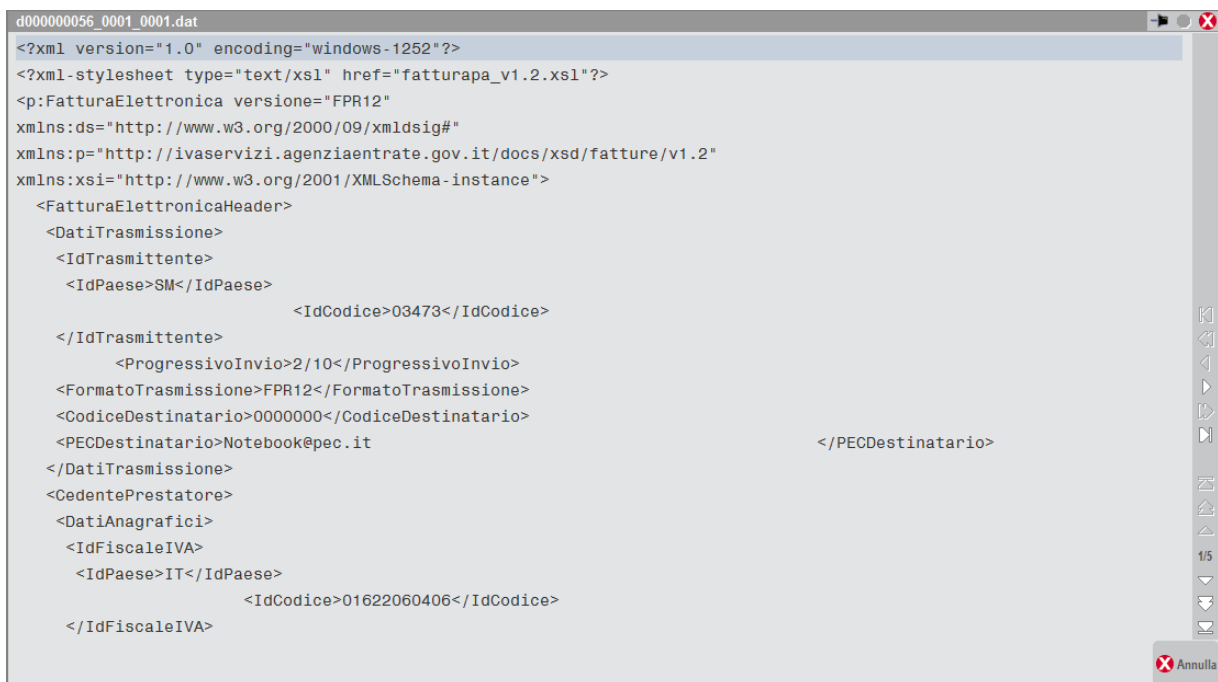 d000000056_0001_0001.dat
<?xml version="1.0" encoding="windows-1252"?>
<?xml-stylesheet type="text/xsl" href="fatturapa_v1.2.xsl"?>
<p:FatturaElettronica versione="FPR12"
xmlns:ds="http://www.w3.org/2000/09/xmldsig#"
xmlns:p="http://ivaservizi.agenziaentrate.gov.it/docs/xsd/fatture/v1.2"
xmlns:xsi="http://www.w3.org/2001/XMLSchema-instance">
<FatturaElettronicaHeader>
<DatiTrasmissione>
<IdTrasmittente>
<IdPaese>SM</IdPaese>
<IdCodice>03473</IdCodice>
</IdTrasmittente>
<ProgressivoInvio>2/10</ProgressivoInvio>
<FormatoTrasmissione>FPR12</FormatoTrasmissione>
<CodiceDestinatario>0000000</CodiceDestinatario>
<PECDestinatario>Notebook@pec.it </PECDestinatario>
</DatiTrasmissione>
<CedentePrestatore>
<DatiAnagrafici>
<IdFiscaleIVA>
<IdPaese>IT</IdPaese>
<IdCodice>01622060406</IdCodice>
</IdFiscaleIVA>
1/5
Annulla